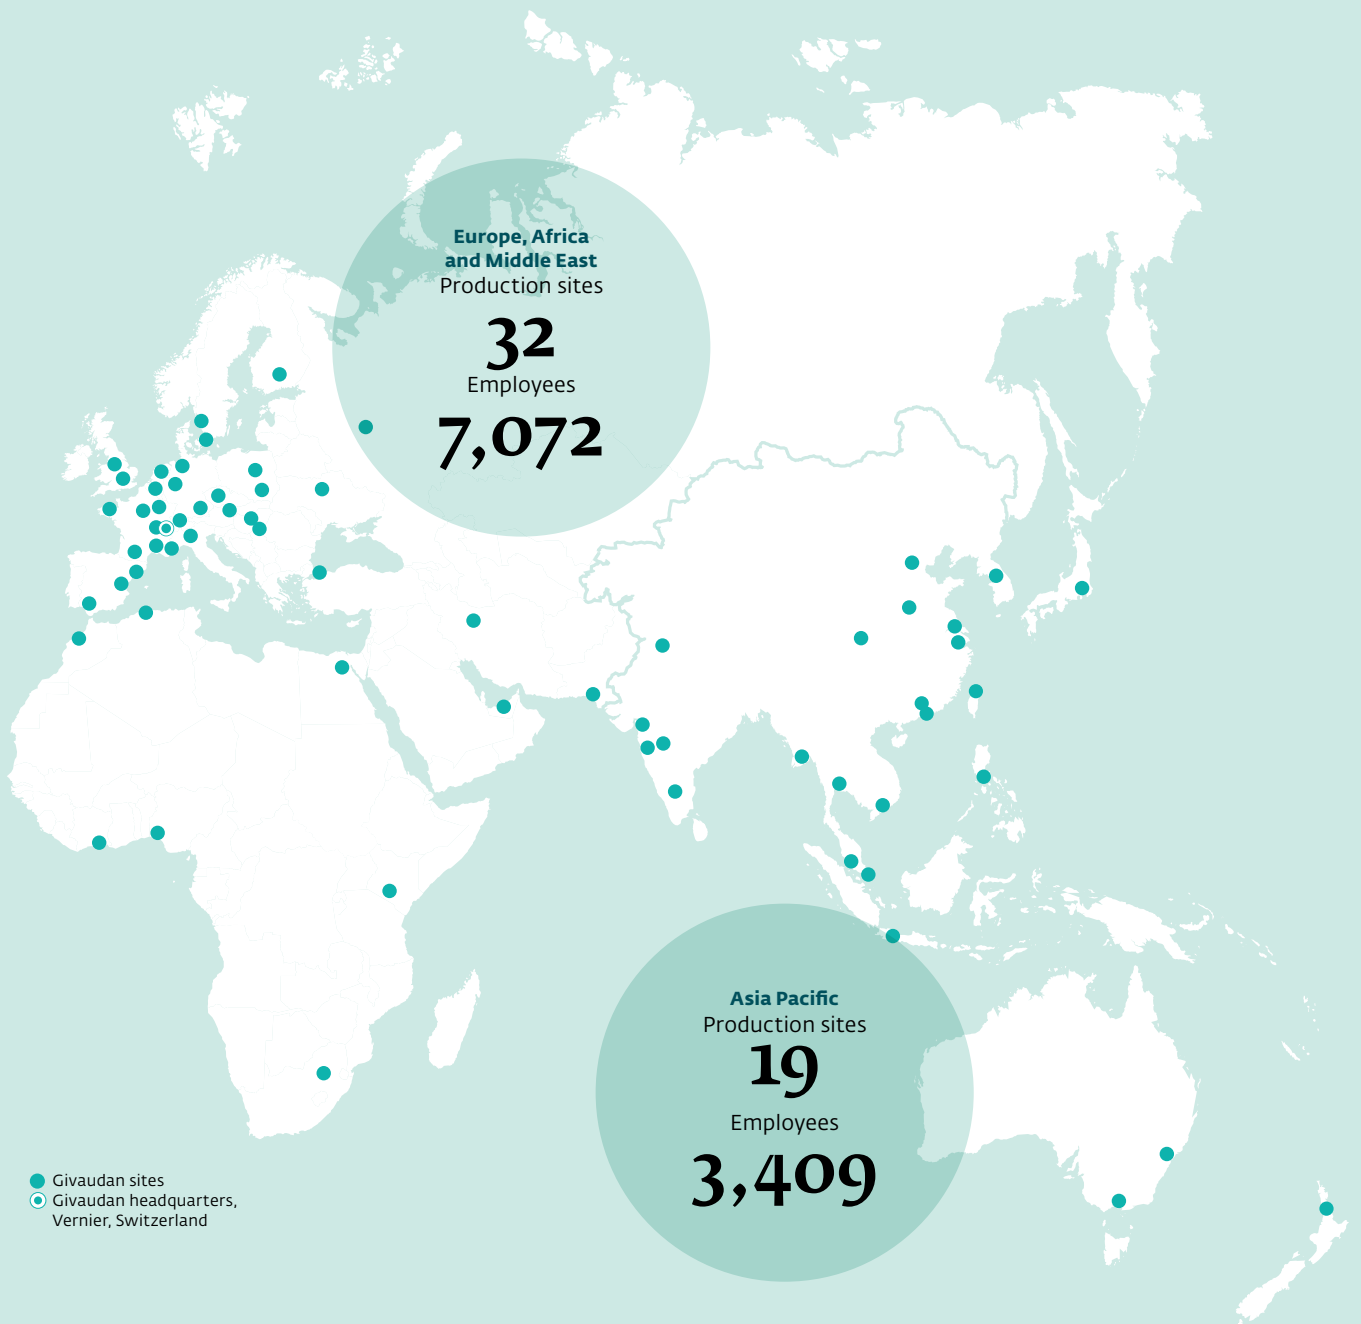 Europe, Africa
and Middle East
Production sites
32
Employees
7,072
Asia Pacific
Production sites
19
Employees
3,409
Givaudan sites
Givaudan headquarters,
Vernier, Switzerland